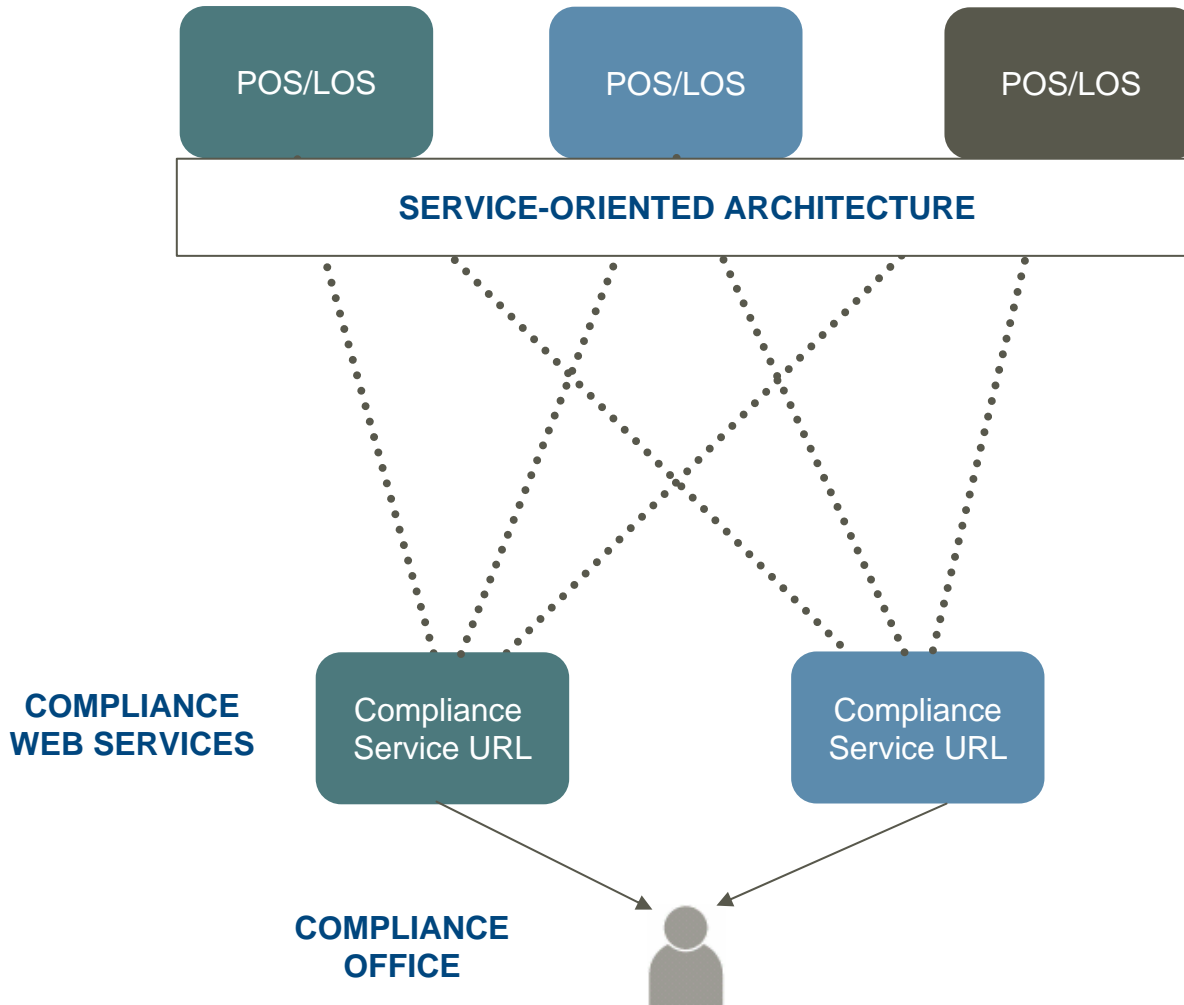 POS/LOS
POS/LOS
POS/LOS
SERVICE-ORIENTED ARCHITECTURE
COMPLIANCE
WEB SERVICES
Compliance
Service URL
Compliance
Service URL
COMPLIANCE
OFFICE